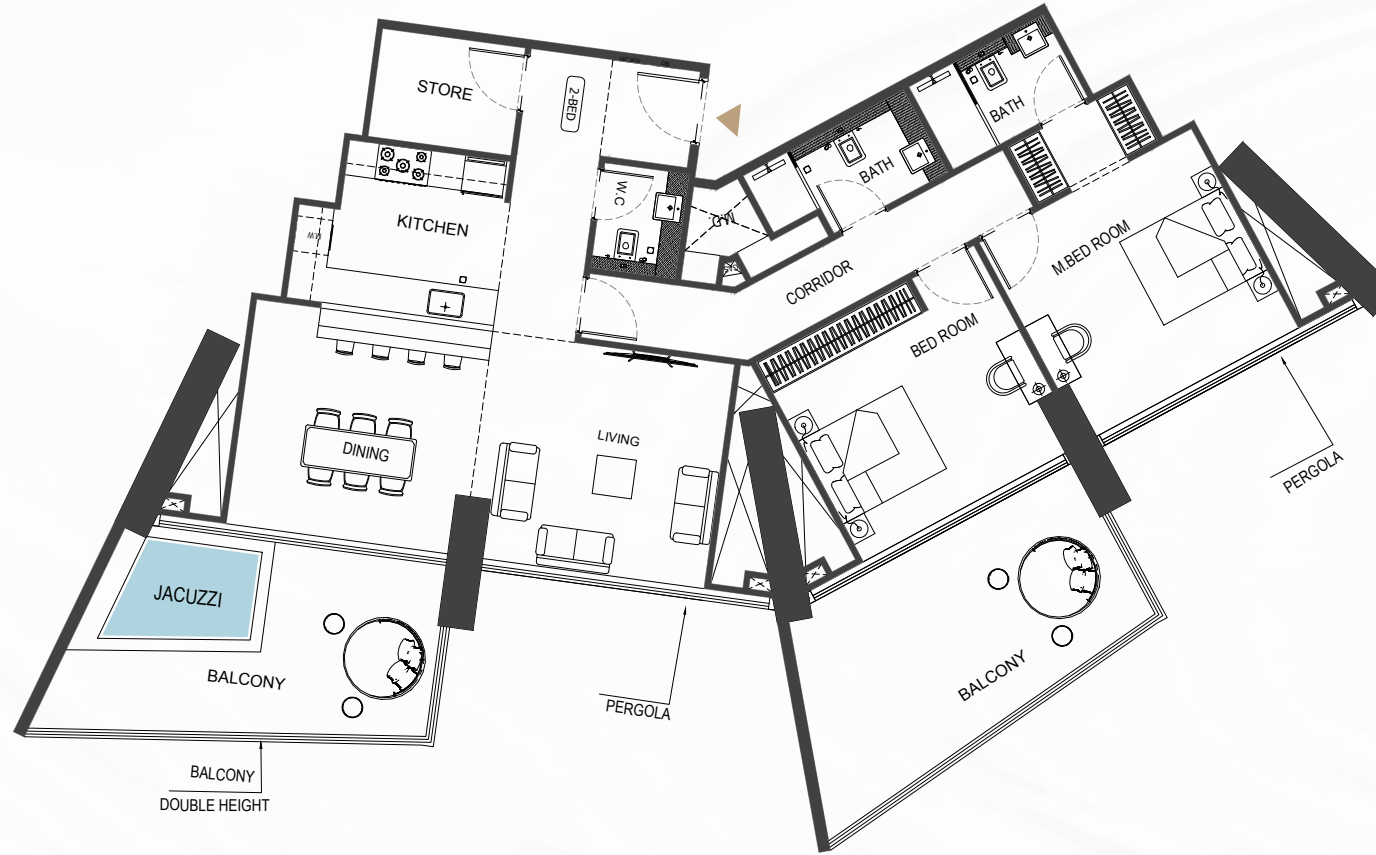 STORE
2-BED
BATH
BATH
W.C
KITCHEN
M.D
M.W
M.BED ROOM
CORRIDOR
BED ROOM
DINING
LIVING
PERGOLA
JACUZZI
BALCONY
BALCONY
PERGOLA
BALCONY
DOUBLE HEIGHT